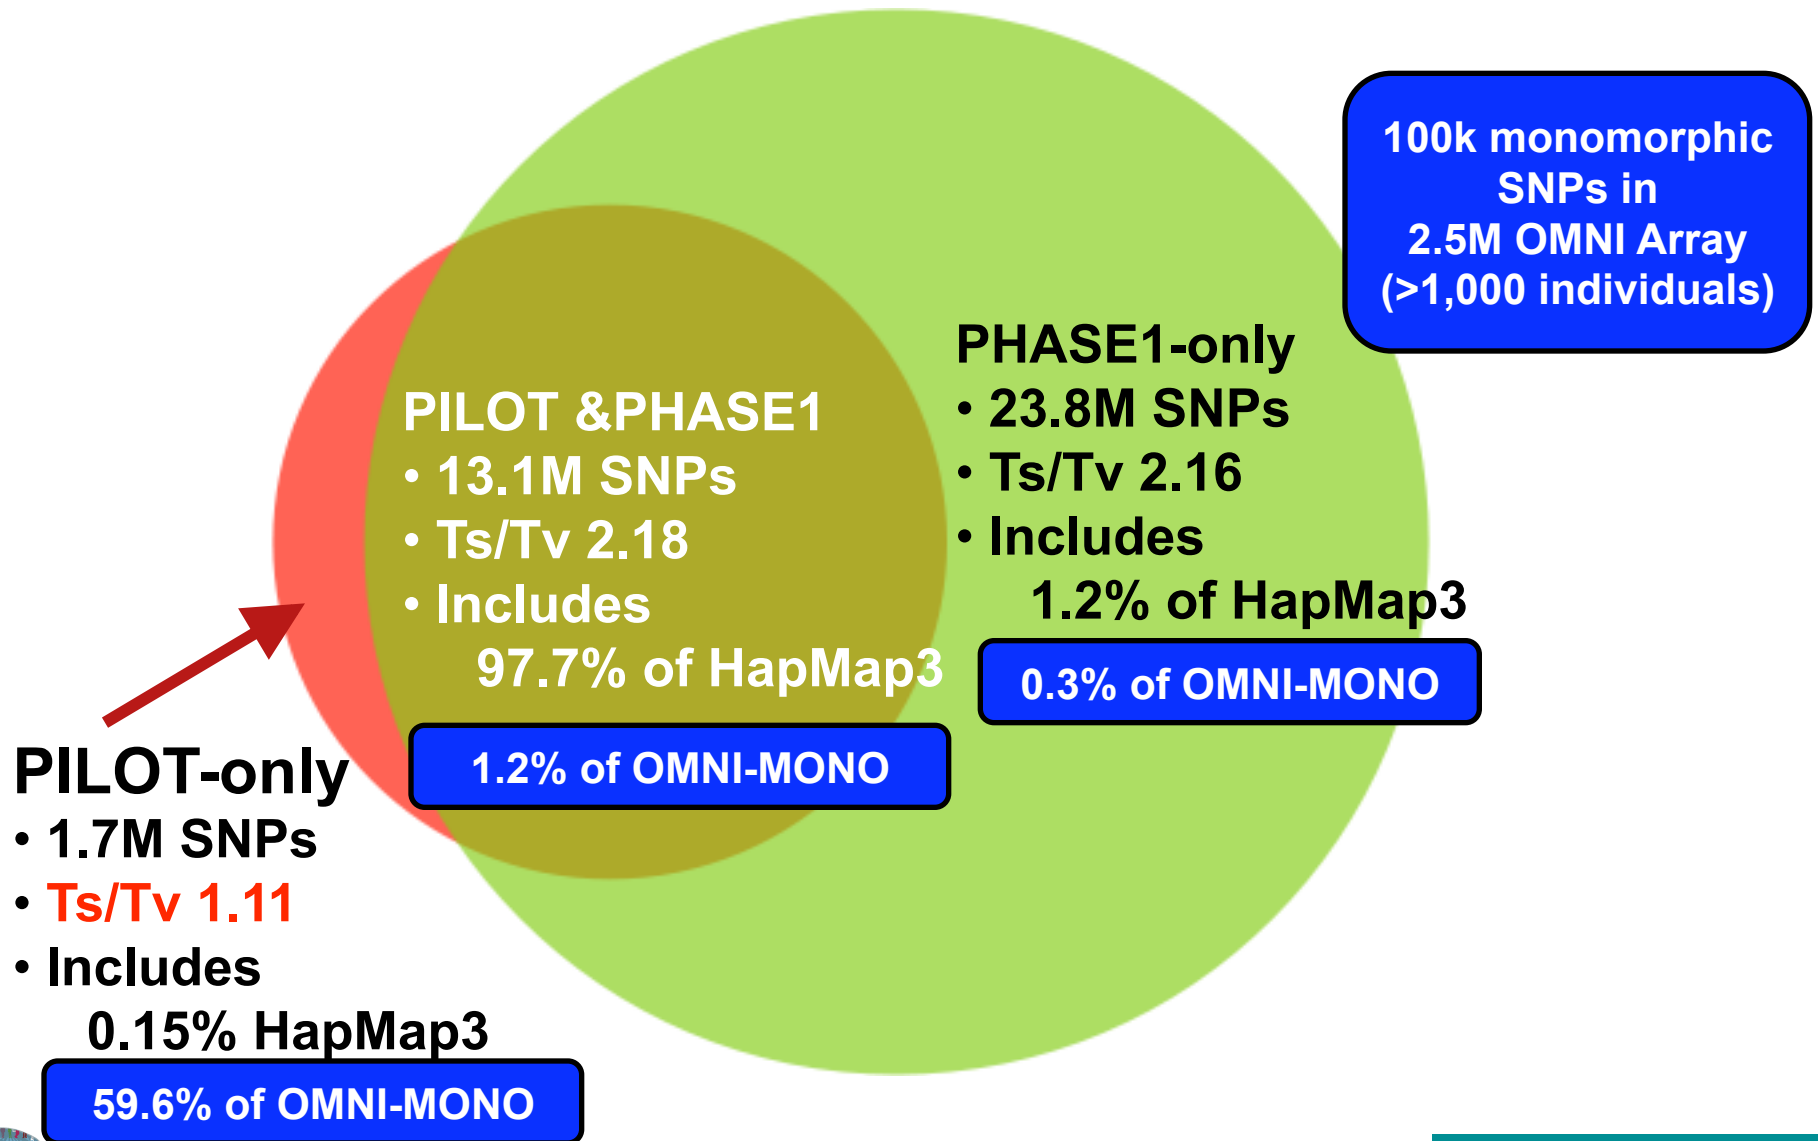 100k monomorphic
SNPs in
2.5M OMNI Array
(>1,000 individuals)
PHASE1-only
• 23.8M SNPs
• Ts/Tv 2.16
• Includes
1.2% of HapMap3
0.3% of OMNI-MONO
PILOT &PHASE1
• 13.1M SNPs
• Ts/Tv 2.18
• Includes
97.7% of HapMap3
1.2% of OMNI-MONO
PILOT-only
• 1.7M SNPs
• Ts/Tv 1.11
• Includes
0.15% HapMap3
59.6% of OMNI-MONO